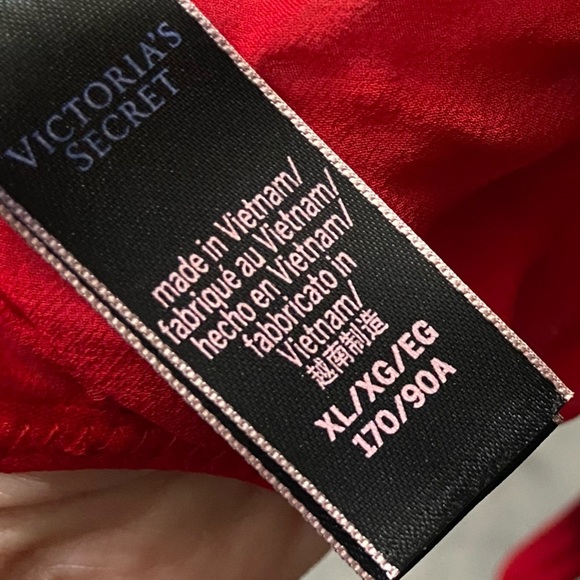 VICTORIA'S
SECRET
made in Vietnam/
fabriqué au Vietnam/
hecho en Vietnam/
fabbricato in
Vietnam/
越南制造
XL/XG/EG
170/90A